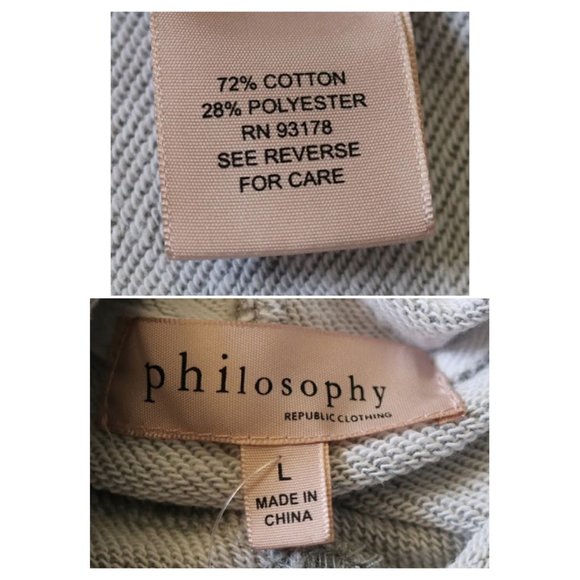 72% COTTON
28% POLYESTER
RN 93178
SEE REVERSE
FOR CARE
philosophy
REPUBLIC CLOTHING
L
MADE IN
CHINA